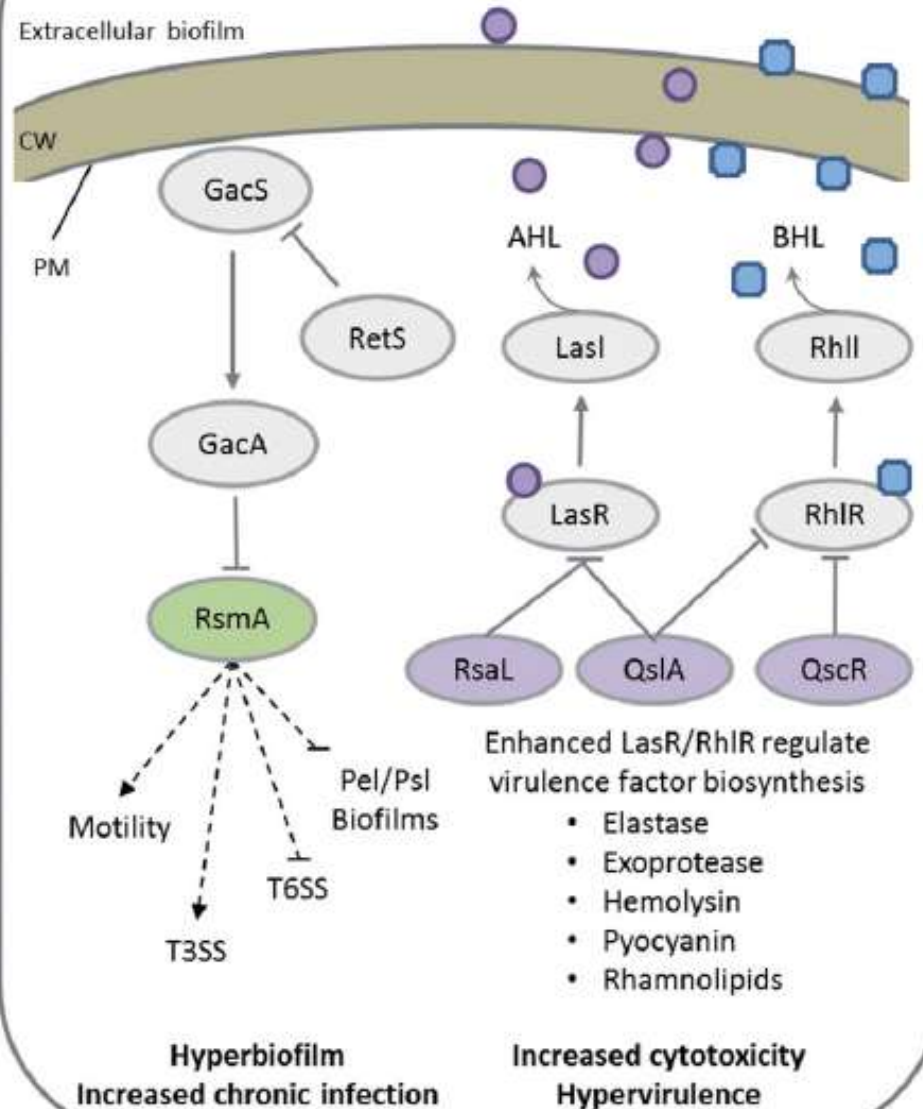 Extracellular biofilm
CW
PM
GacS
RetS
GacA
RsmA
Motility
T3SS
T6SS
Pel/Psl
Biofilms
Hyperbiofilm
Increased chronic infection
AHL
BHL
LasI
RhlI
LasR
RhlR
RsaL
QslA
QscR
Enhanced LasR/RhlR regulate
virulence factor biosynthesis
• Elastase
• Exoprotease
• Hemolysin
• Pyocyanin
• Rhamnolipids
Increased cytotoxicity
Hypervirulence